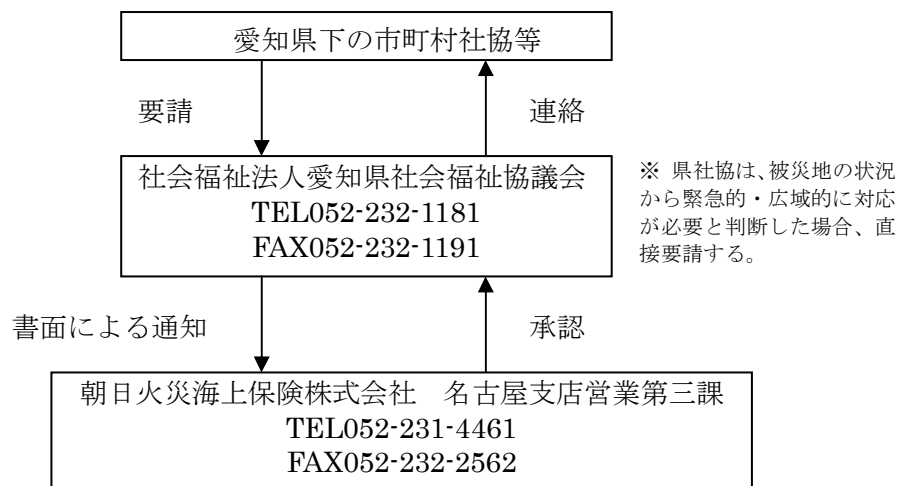 愛知県下の市町村社協等
要請
連絡
社会福祉法人愛知県社会福祉協議会
TEL052-232-1181
FAX052-232-1191
※ 県社協は、被災地の状況
から緊急的・広域的に対応
が必要と判断した場合、直
接要請する。
書面による通知
承認
朝日火災海上保険株式会社　名古屋支店営業第三課
TEL052-231-4461
FAX052-232-2562